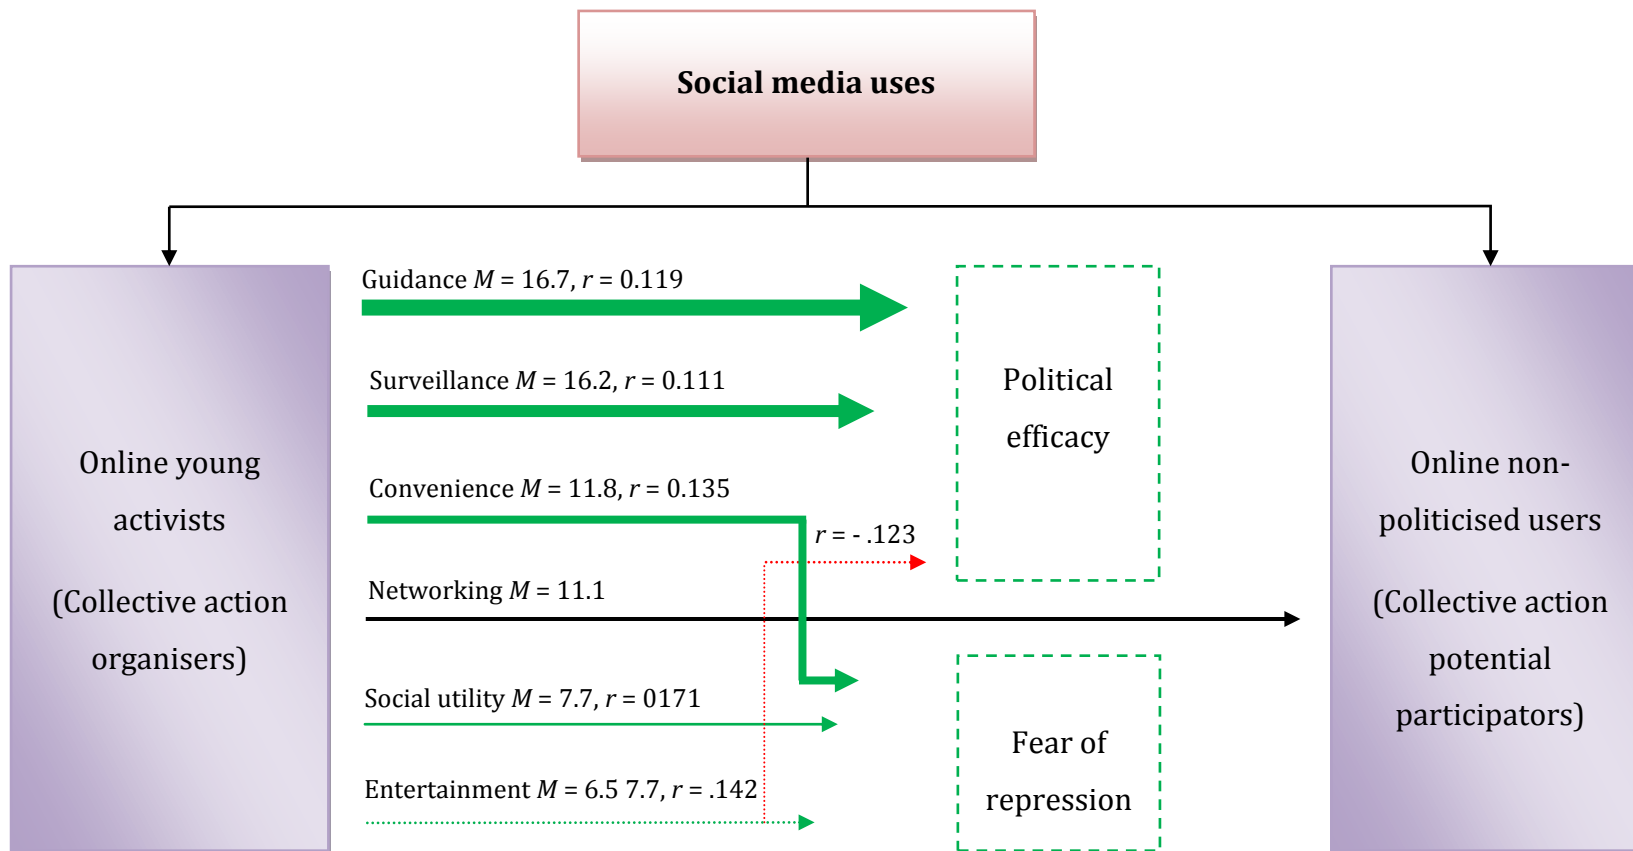 Social media uses
Online young
activists
(Collective action
organisers)
Guidance M = 16.7, r = 0.119
Surveillance M = 16.2, r = 0.111
Convenience M = 11.8, r = 0.135
r = - .123
Networking M = 11.1
Social utility M = 7.7, r = 0171
Entertainment M = 6.5 7.7, r = .142
Political
efficacy
Fear of
repression
Online non-
politicised users
(Collective action
potential
participators)